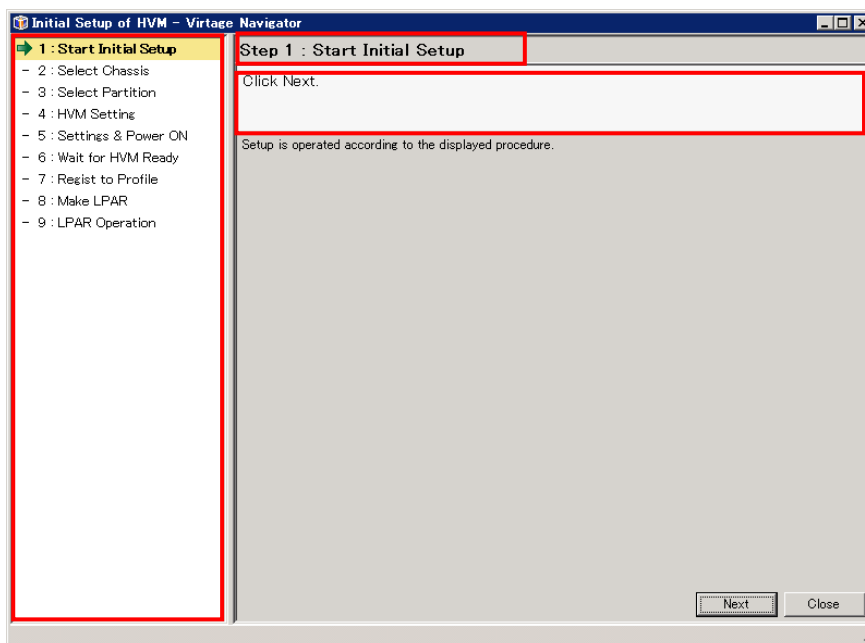 Initial Setup of HVM - Virtage Navigator
1 : Start Initial Setup
- 2 : Select Chassis
- 3 : Select Partition
- 4 : HVM Setting
- 5 : Settings & Power ON
- 6 : Wait for HVM Ready
- 7 : Regist to Profile
- 8 : Make LPAR
- 9 : LPAR Operation
Step 1 : Start Initial Setup
Click Next.
Setup is operated according to the displayed procedure.
Next
Close